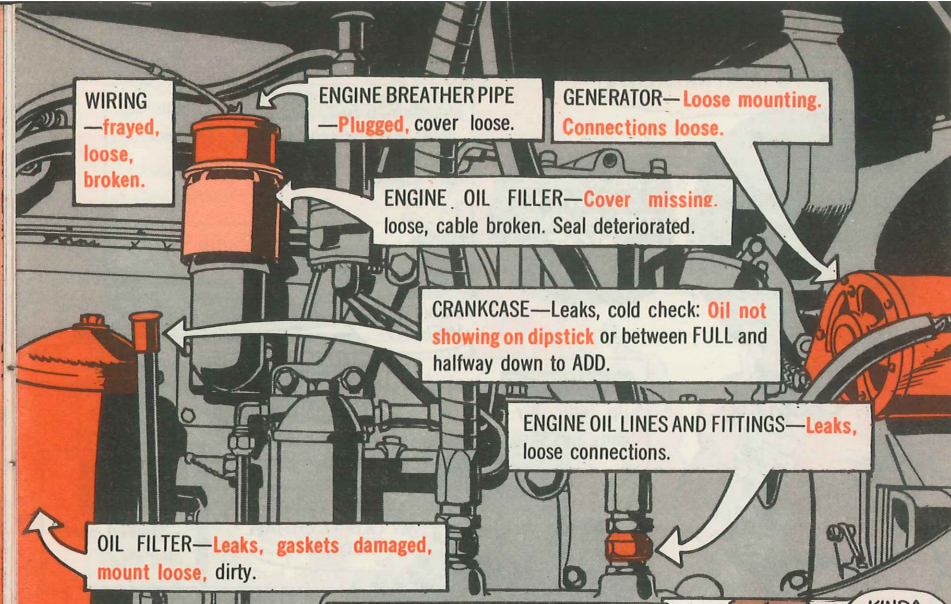 WIRING
—frayed,
loose,
broken.
ENGINE BREATHER PIPE
—Plugged, cover loose.
GENERATOR—Loose mounting.
Connections loose.
ENGINE OIL FILLER—Cover missing.
loose, cable broken. Seal deteriorated.
CRANKCASE—Leaks, cold check: Oil not
showing on dipstick or between FULL and
halfway down to ADD.
ENGINE OIL LINES AND FITTINGS—Leaks,
loose connections.
OIL FILTER—Leaks, gaskets damaged,
mount loose, dirty.
KINDA